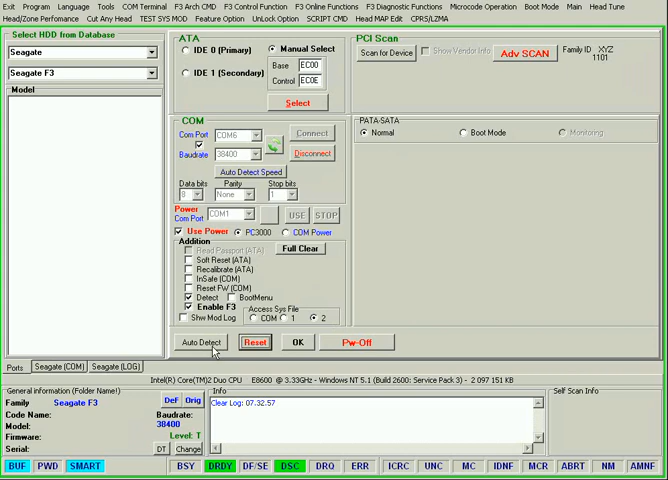 Exit Program Language Tools COM Terminal F3 Arch CMD F3 Control Function F3 Online Functions F3 Diagnostic Functions Microcode Operation Boot Mode Main Head Tune
Head/Zone Perfomance Cut Any Head TEST SYS MOD Feature Option UnLock Option SCRIPT CMD Head MAP Edit CPRS/LZMA
Select HDD from Database
Seagate
Seagate F3
Model
ATA
IDE 0 (Primary)
Manual Select
IDE 1 (Secondary)
Base EC00
Control EC0E
Select
PCI Scan
Scan for Device
Show Vendor Info
Adv SCAN
Family ID XYZ
1101
COM
Com Port COM6
Connect
Baudrate 38400
Disconnect
Auto Detect Speed
Data bits Parity Stop bits
8 None 1
Power
Com Port COM1 USE STOP
Use Power PC3000 COM Power
Addition
Read Passport (ATA)
Full Clear
Soft Reset (ATA)
Recalibrate (ATA)
InSafe (COM)
Reset FW (COM)
Detect BootMenu
Enable F3
Access Sys File
Shw Mod Log
COM 1 2
PATA-SATA
Normal Boot Mode Monitoring
Auto Detect Reset OK Pw-Off
Ports Seagate (COM) Seagate (LOG)
Intel(R) Core(TM)2 Duo CPU E8600 @ 3.33GHz - Windows NT 5.1 (Build 2600: Service Pack 3) - 2 097 151 KB
General information (Folder Name!)
Family Seagate F3
DeF Orig
Code Name:
Baudrate:
Model:
38400
Firmware:
Level: T
Serial:
DT Change
Info
Clear Log: 07.32.57
Self Scan Info
BUF PWD SMART BSY DRDY DF/SE DSC DRQ ERR ICRC UNC MC IDNF MCR ABRT NM AMNF